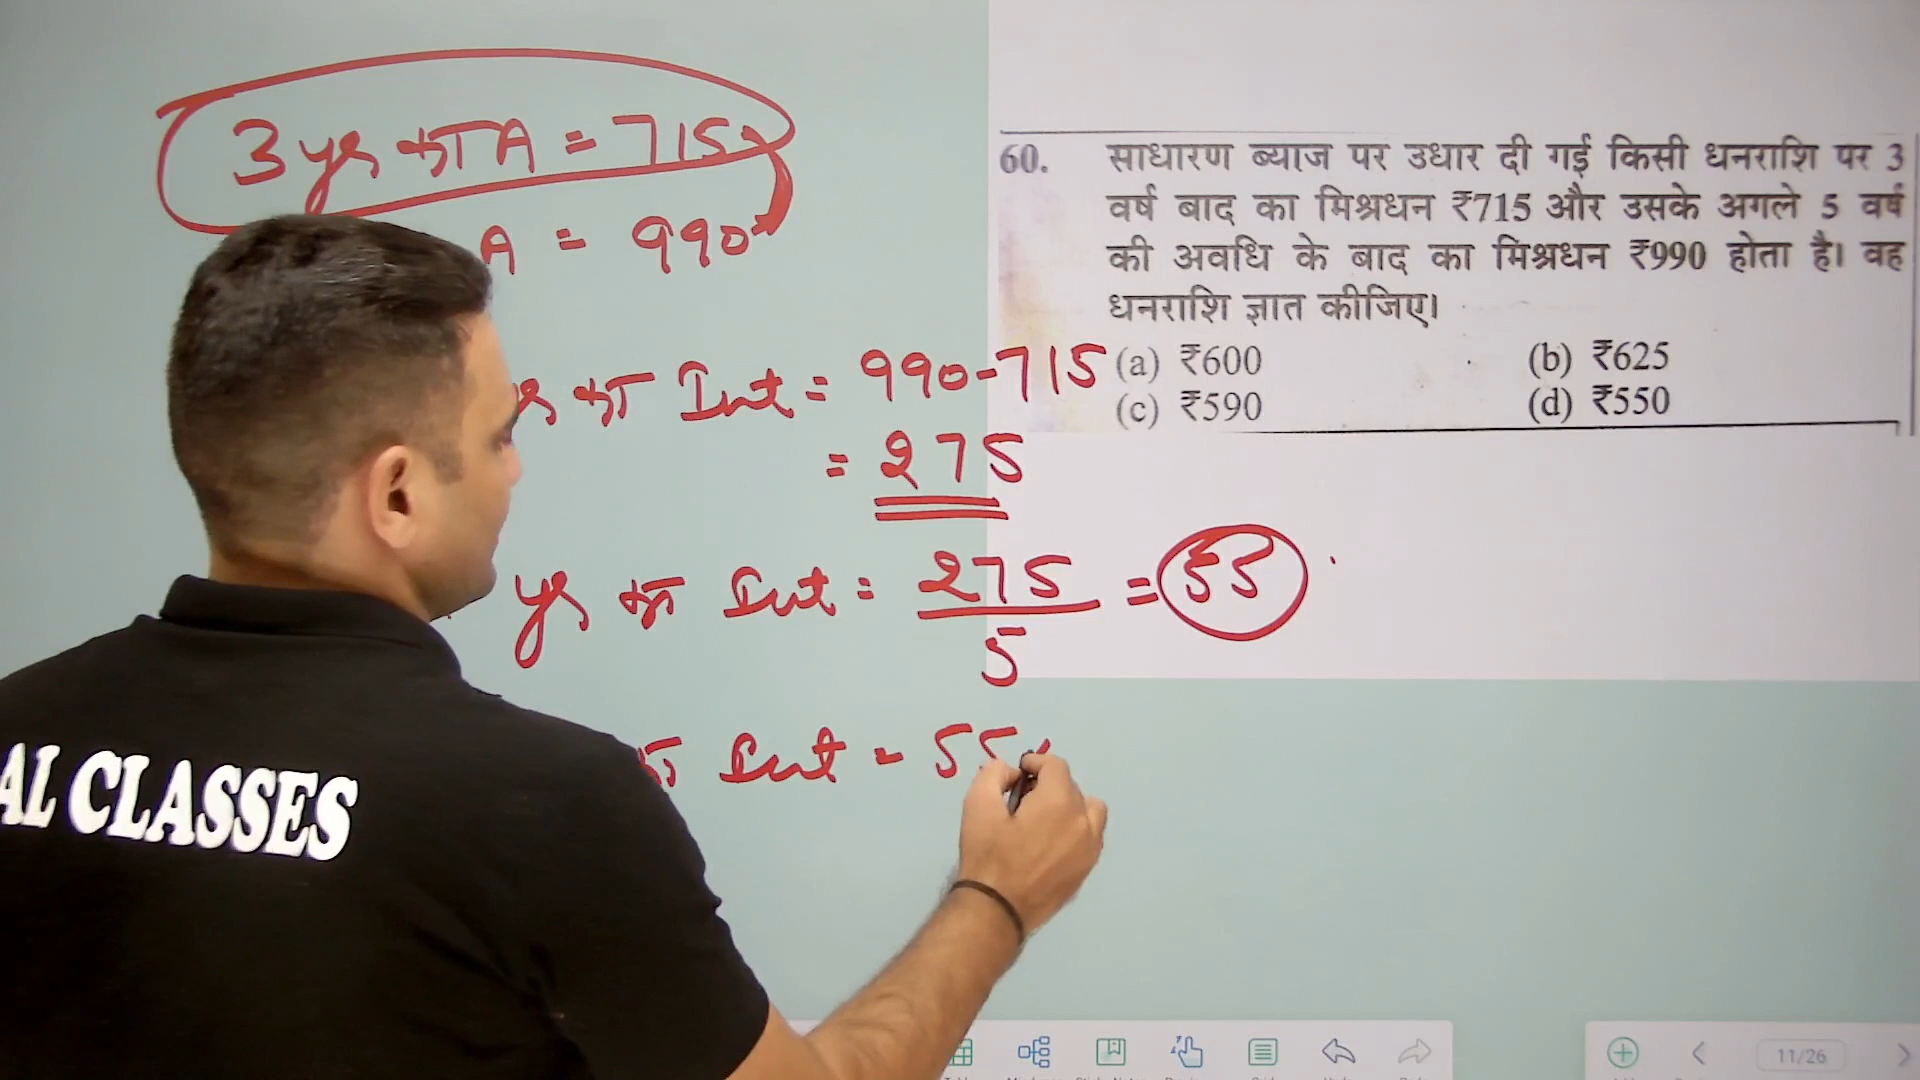 3 yr का A = 715
A = 990
का Int = 990-715
= 275
yr का Int = 275/5 = 55
का Int = 55
60. साधारण ब्याज पर उधार दी गई किसी धनराशि पर 3
वर्ष बाद का मिश्रधन ₹715 और उसके अगले 5 वर्ष
की अवधि के बाद का मिश्रधन ₹990 होता है। वह
धनराशि ज्ञात कीजिए।
(a) ₹600 (b) ₹625
(c) ₹590 (d) ₹550
AL CLASSES
11/26